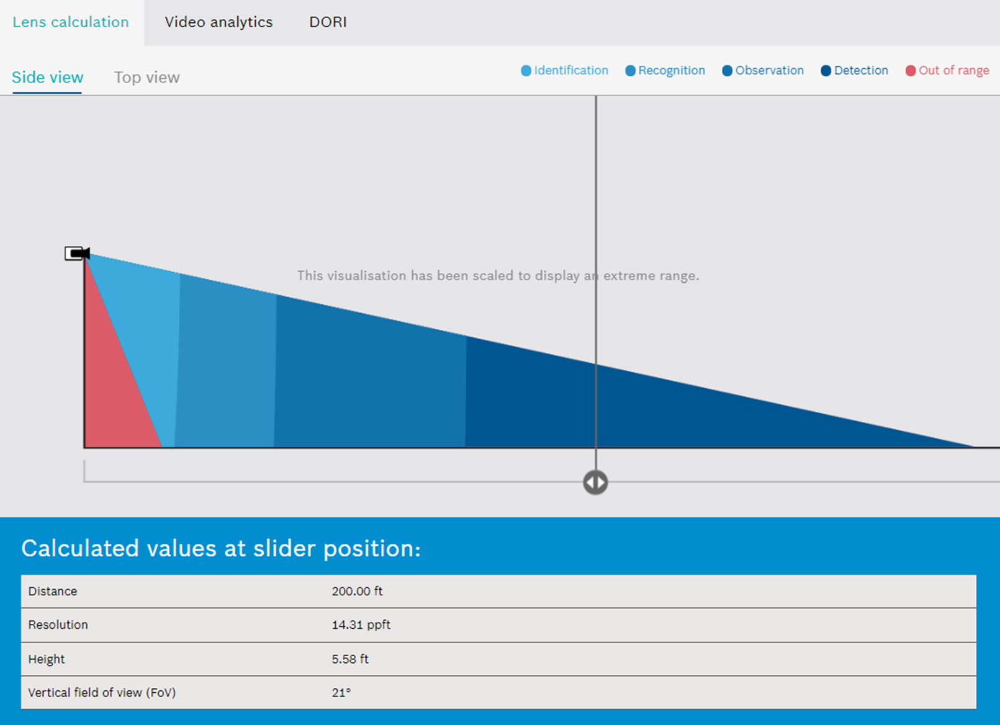 Lens calculation Video analytics DORI
Side view Top view Identification Recognition Observation Detection Out of range
This visualisation has been scaled to display an extreme range.
Calculated values at slider position:
Distance 200.00 ft
Resolution 14.31 ppft
Height 5.58 ft
Vertical field of view (FoV) 21°